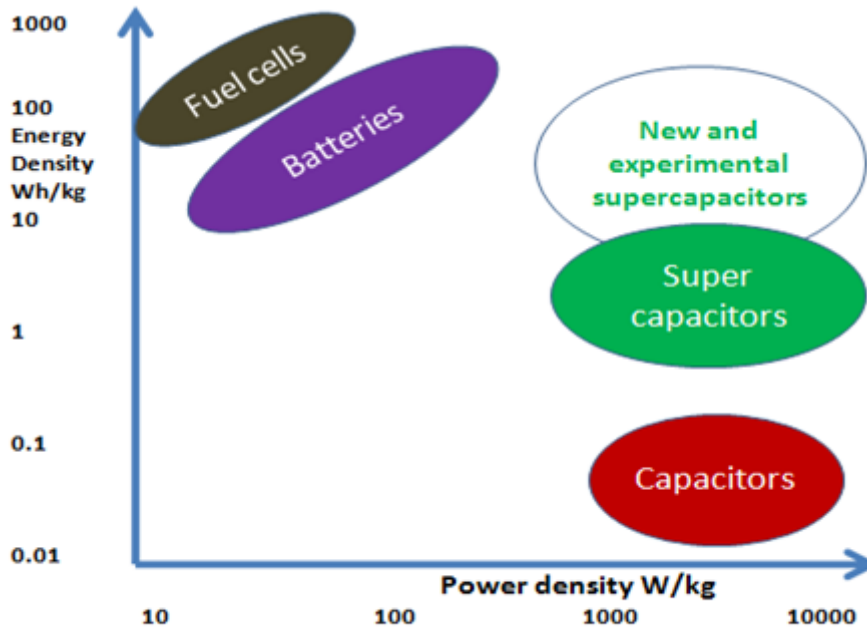 1000
Fuel cells
100
Energy
Density
Wh/kg
10
Batteries
New and
experimental
supercapacitors
Super
capacitors
1
0.1
Capacitors
0.01
Power density W/kg
10 100 1000 10000